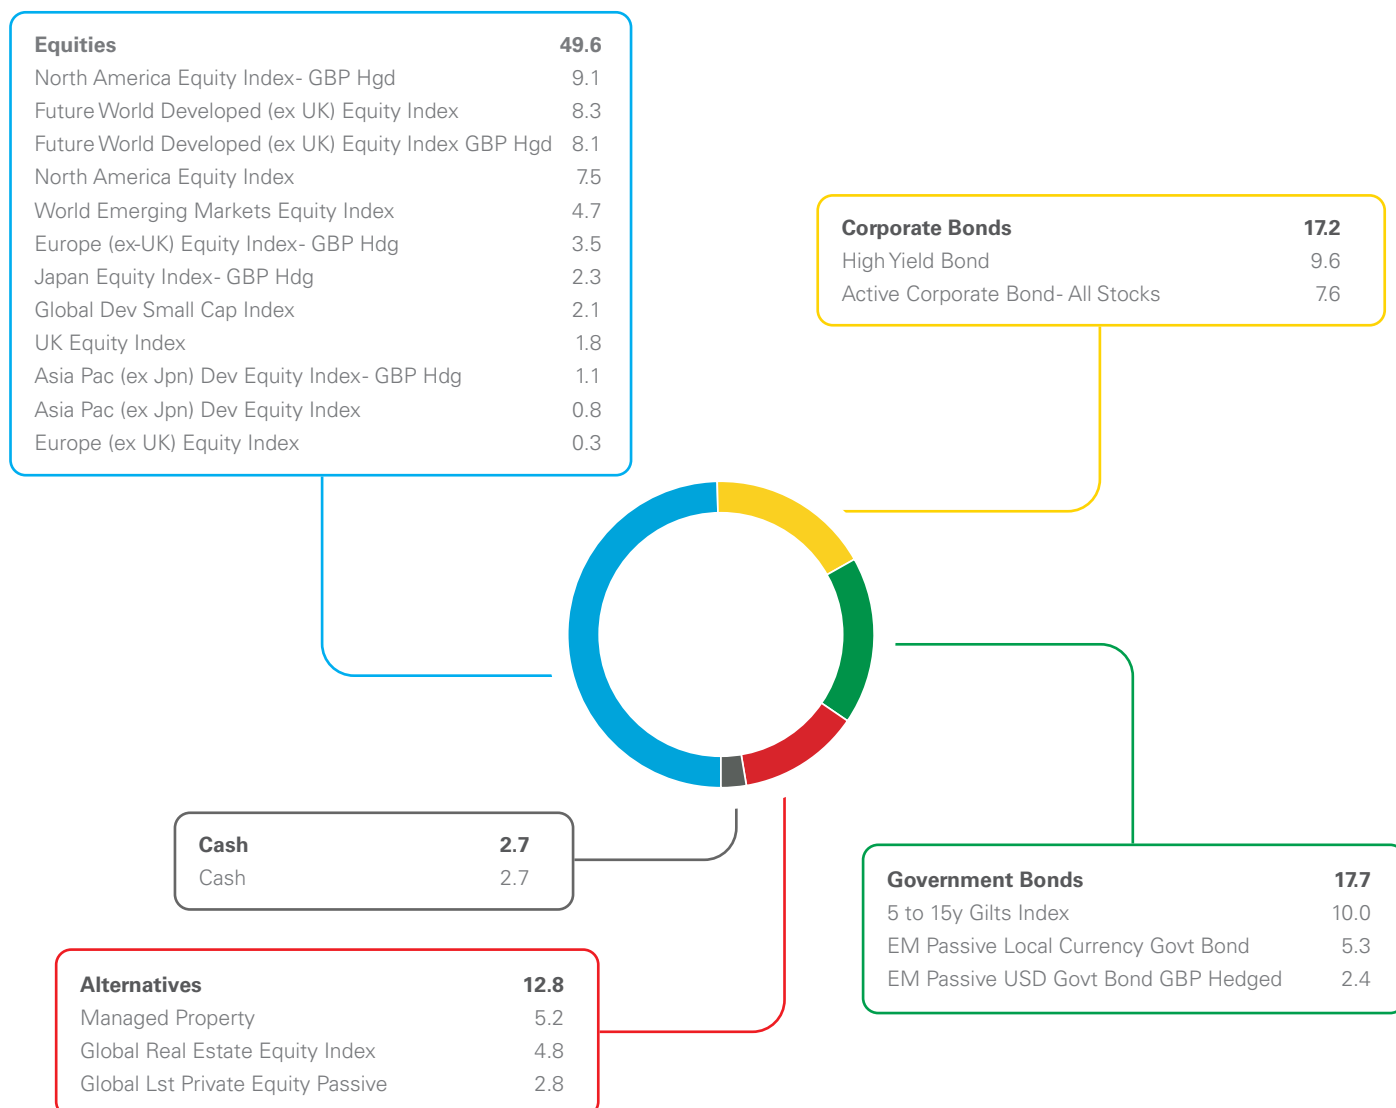 Equities 49.6
North America Equity Index- GBP Hgd 9.1
Future World Developed (ex UK) Equity Index 8.3
Future World Developed (ex UK) Equity Index GBP Hgd 8.1
North America Equity Index 7.5
World Emerging Markets Equity Index 4.7
Europe (ex-UK) Equity Index- GBP Hdg 3.5
Japan Equity Index- GBP Hdg 2.3
Global Dev Small Cap Index 2.1
UK Equity Index 1.8
Asia Pac (ex Jpn) Dev Equity Index- GBP Hdg 1.1
Asia Pac (ex Jpn) Dev Equity Index 0.8
Europe (ex UK) Equity Index 0.3
Corporate Bonds 17.2
High Yield Bond 9.6
Active Corporate Bond- All Stocks 7.6
Cash 2.7
Cash 2.7
Government Bonds 17.7
5 to 15y Gilts Index 10.0
EM Passive Local Currency Govt Bond 5.3
EM Passive USD Govt Bond GBP Hedged 2.4
Alternatives 12.8
Managed Property 5.2
Global Real Estate Equity Index 4.8
Global Lst Private Equity Passive 2.8